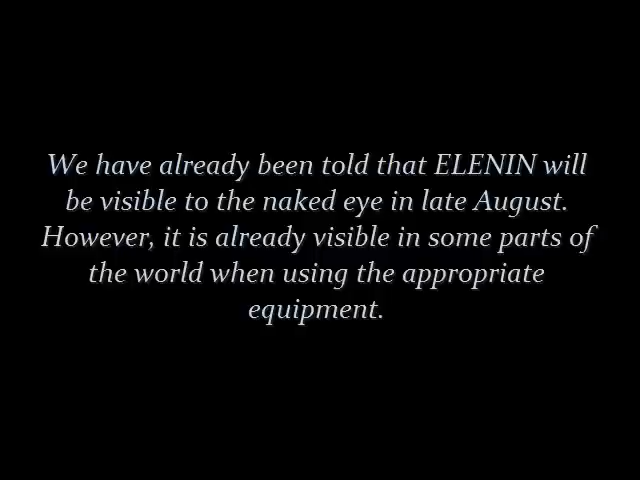 We have already been told that ELENIN will
be visible to the naked eye in late August.
However, it is already visible in some parts of
the world when using the appropriate
equipment.